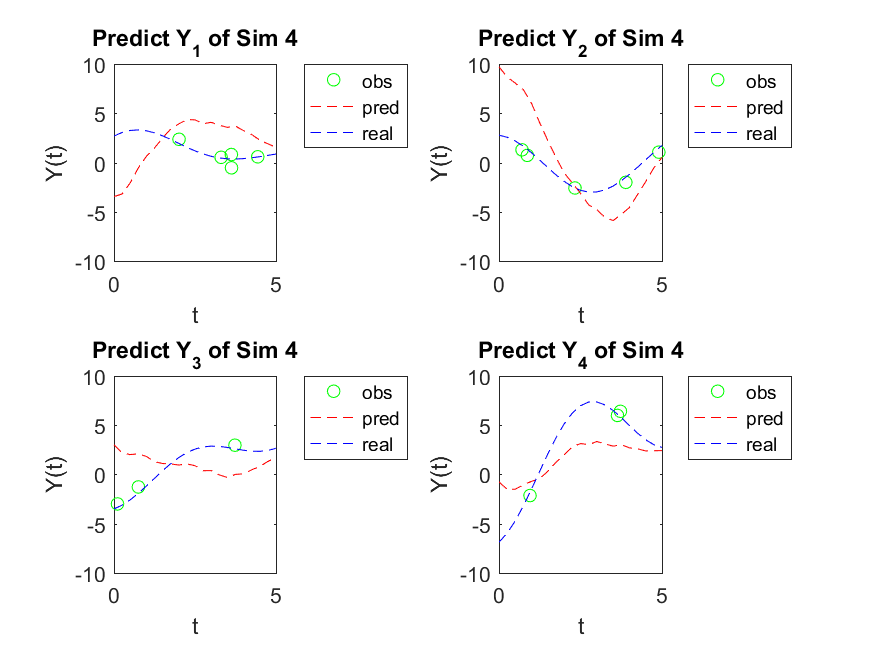 Predict Y1 of Sim 4
10
5
0
-5
-10
Y(t)
0
5
t
obs
pred
real
Predict Y2 of Sim 4
10
5
0
-5
-10
Y(t)
0
5
t
obs
pred
real
Predict Y3 of Sim 4
10
5
0
-5
-10
Y(t)
0
5
t
obs
pred
real
Predict Y4 of Sim 4
10
5
0
-5
-10
Y(t)
0
5
t
obs
pred
real